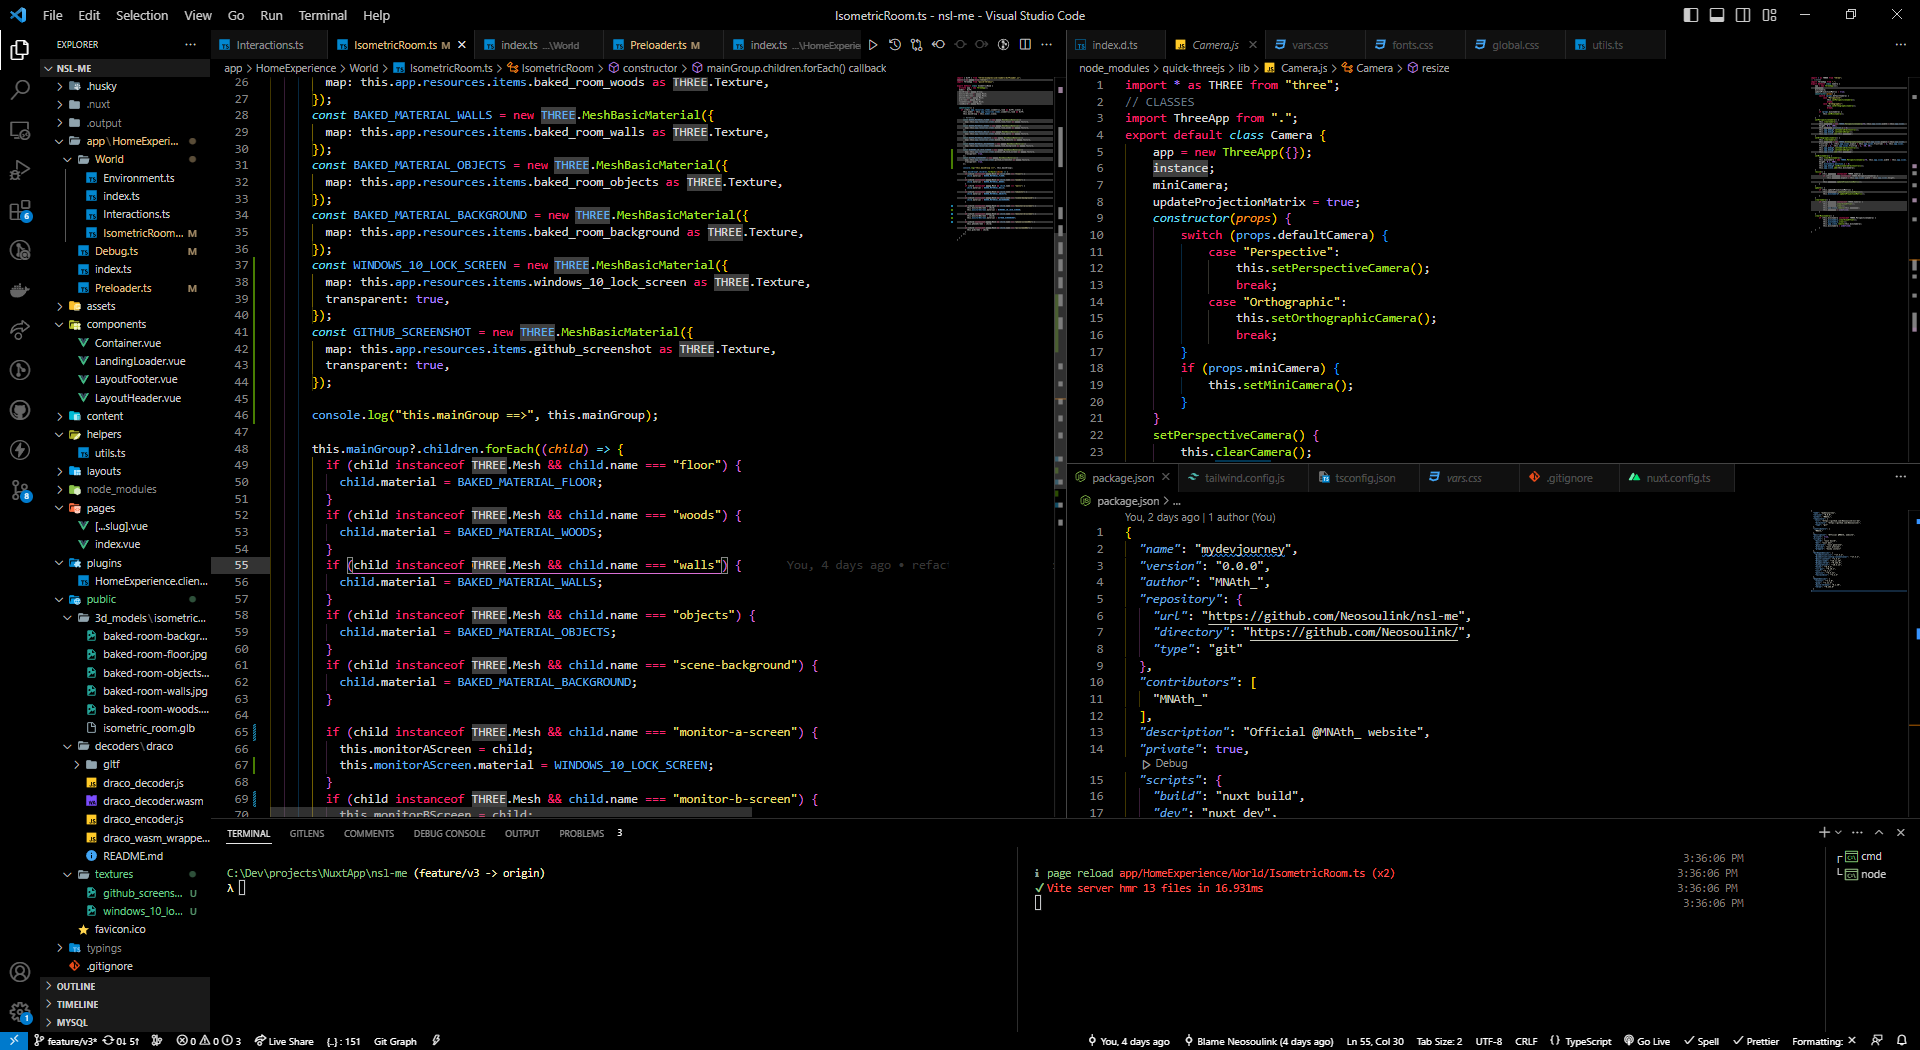 File Edit Selection View Go Run Terminal Help
IsometricRoom.ts - nsl-me - Visual Studio Code
EXPLORER
NSL-ME
.husky
.nuxt
.output
app\HomeExperi...
World
Environment.ts
index.ts
Interactions.ts
IsometricRoom... M
Debug.ts M
index.ts
Preloader.ts M
assets
components
Container.vue
LandingLoader.vue
LayoutFooter.vue
LayoutHeader.vue
content
helpers
utils.ts
layouts
node_modules
pages
[...slug].vue
index.vue
plugins
HomeExperience.clien...
public
3d_models\isometric...
baked-room-backgr...
baked-room-floor.jpg
baked-room-objects...
baked-room-walls.jpg
baked-room-woods....
isometric_room.glb
decoders\draco
gltf
draco_decoder.js
draco_decoder.wasm
draco_encoder.js
draco_wasm_wrappe...
README.md
textures
github_screens... U
windows_10_lo... U
favicon.ico
typings
.gitignore
OUTLINE
TIMELINE
MYSQL
Interactions.ts IsometricRoom.ts M index.ts ...\World Preloader.ts M index.ts ...\HomeExperie
app > HomeExperience > World > IsometricRoom.ts > IsometricRoom > constructor > mainGroup.children.forEach() callback
26 map: this.app.resources.items.baked_room_woods as THREE.Texture,
27 });
28 const BAKED_MATERIAL_WALLS = new THREE.MeshBasicMaterial({
29 map: this.app.resources.items.baked_room_walls as THREE.Texture,
30 });
31 const BAKED_MATERIAL_OBJECTS = new THREE.MeshBasicMaterial({
32 map: this.app.resources.items.baked_room_objects as THREE.Texture,
33 });
34 const BAKED_MATERIAL_BACKGROUND = new THREE.MeshBasicMaterial({
35 map: this.app.resources.items.baked_room_background as THREE.Texture,
36 });
37 const WINDOWS_10_LOCK_SCREEN = new THREE.MeshBasicMaterial({
38 map: this.app.resources.items.windows_10_lock_screen as THREE.Texture,
39 transparent: true,
40 });
41 const GITHUB_SCREENSHOT = new THREE.MeshBasicMaterial({
42 map: this.app.resources.items.github_screenshot as THREE.Texture,
43 transparent: true,
44 });
45
46 console.log("this.mainGroup ==>", this.mainGroup);
47
48 this.mainGroup?.children.forEach((child) => {
49 if (child instanceof THREE.Mesh && child.name === "floor") {
50 child.material = BAKED_MATERIAL_FLOOR;
51 }
52 if (child instanceof THREE.Mesh && child.name === "woods") {
53 child.material = BAKED_MATERIAL_WOODS;
54 }
55 if (child instanceof THREE.Mesh && child.name === "walls") { You, 4 days ago • refac
56 child.material = BAKED_MATERIAL_WALLS;
57 }
58 if (child instanceof THREE.Mesh && child.name === "objects") {
59 child.material = BAKED_MATERIAL_OBJECTS;
60 }
61 if (child instanceof THREE.Mesh && child.name === "scene-background") {
62 child.material = BAKED_MATERIAL_BACKGROUND;
63 }
64
65 if (child instanceof THREE.Mesh && child.name === "monitor-a-screen") {
66 this.monitorAScreen = child;
67 this.monitorAScreen.material = WINDOWS_10_LOCK_SCREEN;
68 }
69 if (child instanceof THREE.Mesh && child.name === "monitor-b-screen") {
70 this.monitorBScreen = child;
index.d.ts Camera.js vars.css fonts.css global.css utils.ts
node_modules > quick-threejs > lib > Camera.js > Camera > resize
1 import * as THREE from "three";
2 // CLASSES
3 import ThreeApp from ".";
4 export default class Camera {
5 app = new ThreeApp({});
6 instance;
7 miniCamera;
8 updateProjectionMatrix = true;
9 constructor(props) {
10 switch (props.defaultCamera) {
11 case "Perspective":
12 this.setPerspectiveCamera();
13 break;
14 case "Orthographic":
15 this.setOrthographicCamera();
16 break;
17 }
18 if (props.miniCamera) {
19 this.setMiniCamera();
20 }
21 }
22 setPerspectiveCamera() {
23 this.clearCamera();
package.json tailwind.config.js tsconfig.json vars.css .gitignore nuxt.config.ts
package.json > ...
You, 2 days ago | 1 author (You)
1 {
2 "name": "mydevjourney",
3 "version": "0.0.0",
4 "author": "MNAth_",
5 "repository": {
6 "url": "https://github.com/Neosoulink/nsl-me",
7 "directory": "https://github.com/Neosoulink/",
8 "type": "git"
9 },
10 "contributors": [
11 "MNAth_"
12 ],
13 "description": "Official @MNAth_ website",
14 "private": true,
Debug
15 "scripts": {
16 "build": "nuxt build",
17 "dev": "nuxt dev",
TERMINAL GITLENS COMMENTS DEBUG CONSOLE OUTPUT PROBLEMS 3
C:\Dev\projects\NuxtApp\nsl-me (feature/v3 -> origin)
λ
3:36:06 PM
i page reload app/HomeExperience/World/IsometricRoom.ts (x2) 3:36:06 PM
✓ Vite server hmr 13 files in 16.931ms 3:36:06 PM
3:36:06 PM
cmd
node
6
8
1
feature/v3* 0↓ 5↑ 0 0 3 Live Share {..} : 151 Git Graph You, 4 days ago Blame Neosoulink (4 days ago) Ln 55, Col 30 Tab Size: 2 UTF-8 CRLF {} TypeScript Go Live Spell Prettier Formatting: ✕